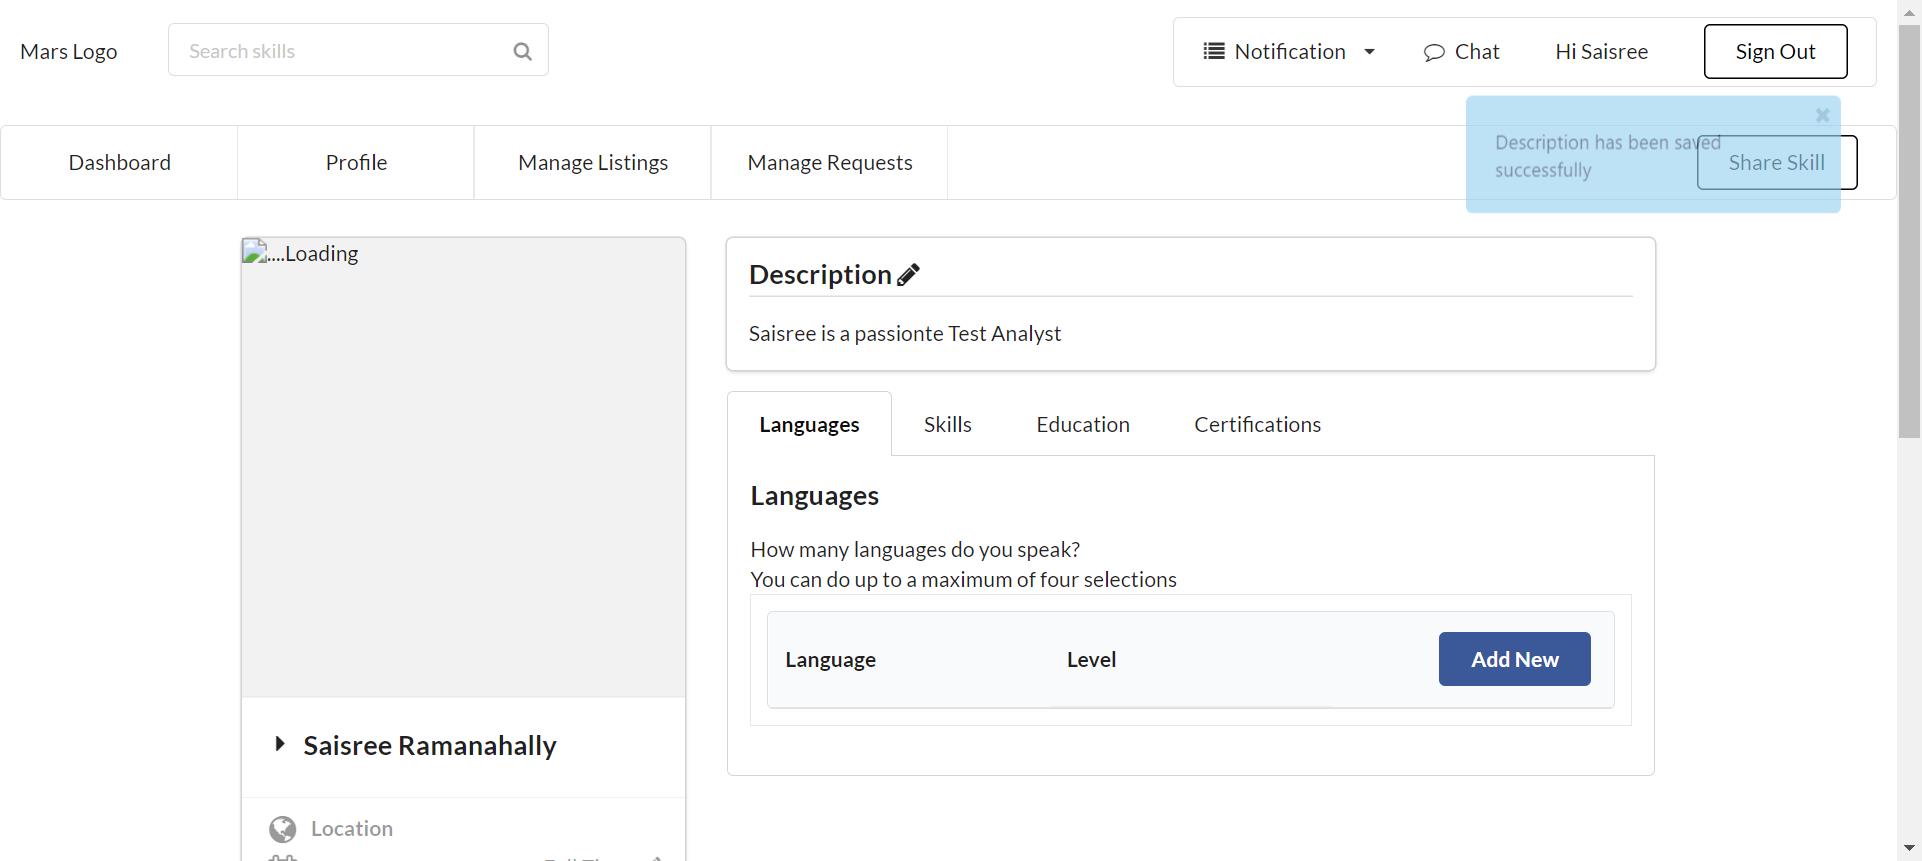 Mars Logo
Search skills
Notification
Chat
Hi Saisree
Sign Out
Dashboard
Profile
Manage Listings
Manage Requests
Share Skill
Description has been saved
successfully
....Loading
Description
Saisree is a passionte Test Analyst
Languages
Skills
Education
Certifications
Languages
How many languages do you speak?
You can do up to a maximum of four selections
Language
Level
Add New
Saisree Ramanahally
Location